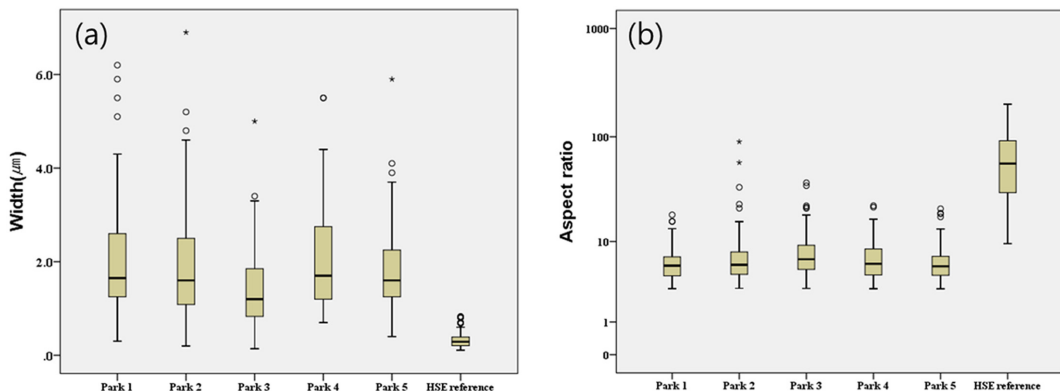 (a)
Width(㎛)
6.0
4.0
2.0
.0
Park 1 Park 2 Park 3 Park 4 Park 5 HSE reference
(b)
Aspect ratio
1000
100
10
1
0
Park 1 Park 2 Park 3 Park 4 Park 5 HSE reference